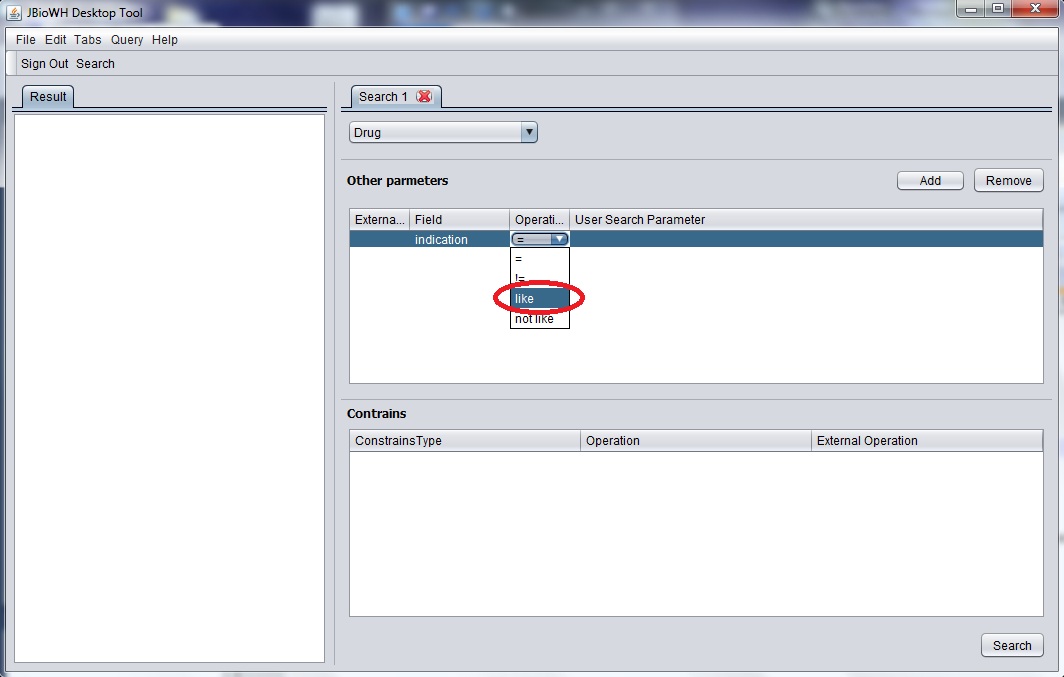 JBioWH Desktop Tool
File Edit Tabs Query Help
Sign Out Search
Result
Search 1
Drug
Other parmeters
Add Remove
Externa... Field Operati... User Search Parameter
indication =
=
!=
like
not like
Contrains
ConstrainsType Operation External Operation
Search